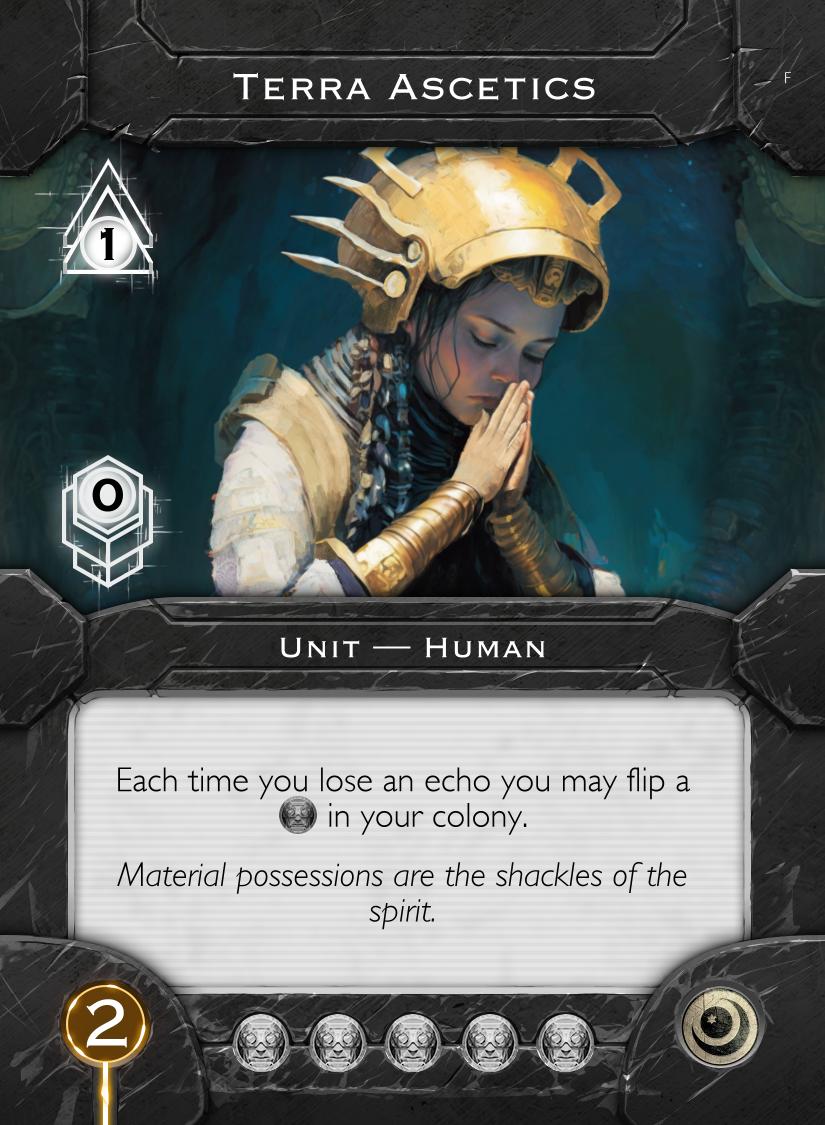 Terra Ascetics
F
1
0
Unit — Human
Each time you lose an echo you may flip a
in your colony.
Material possessions are the shackles of the
spirit.
2